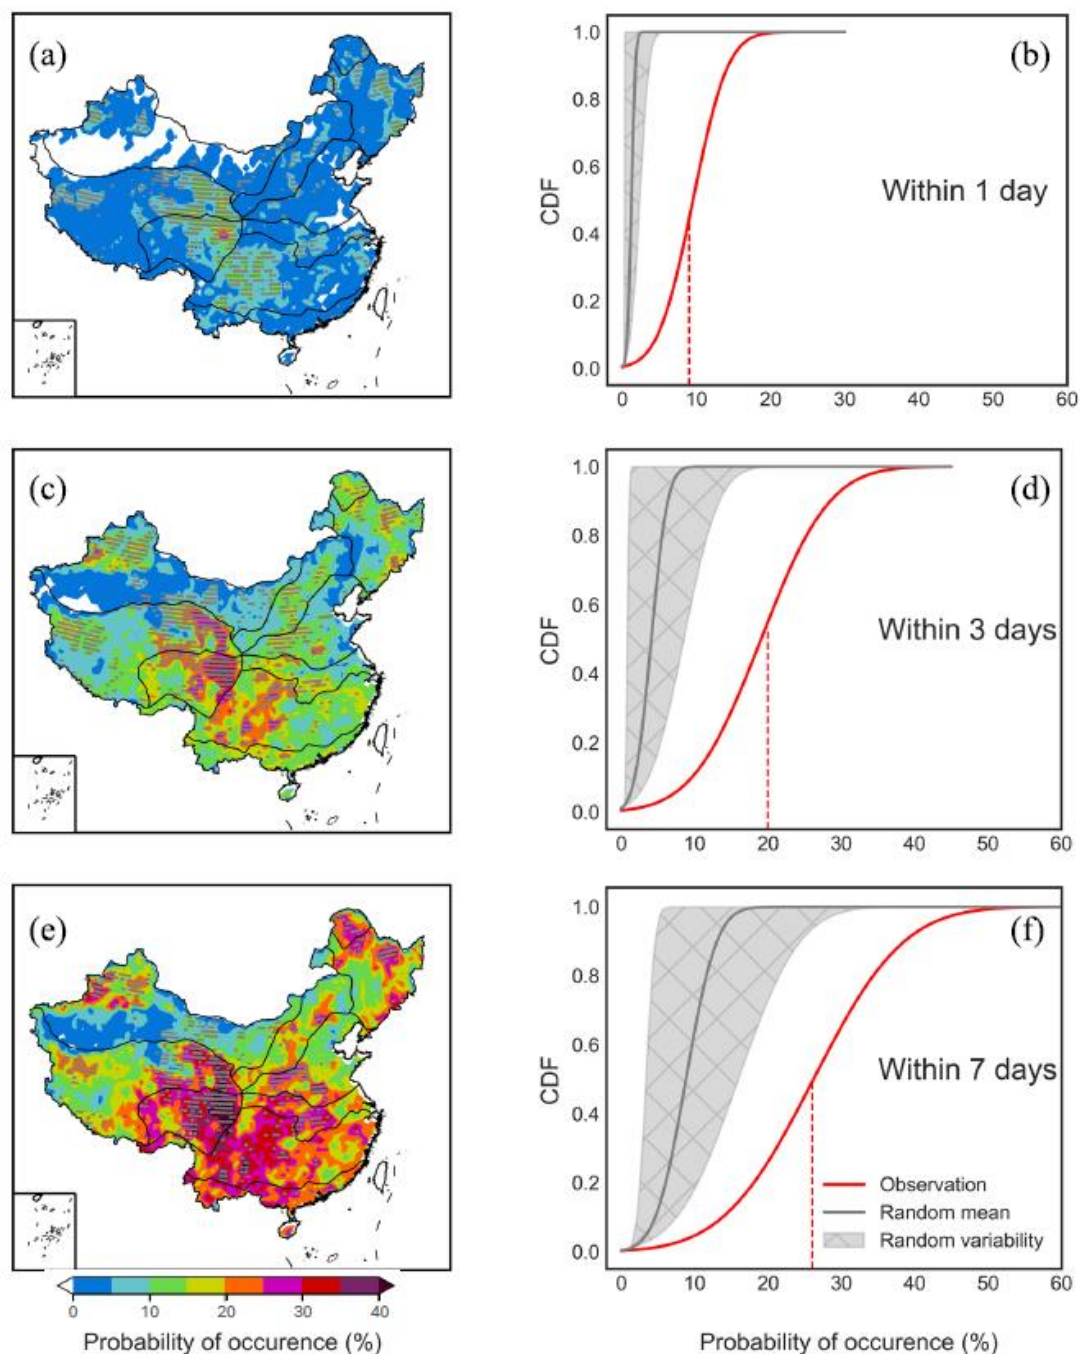 (a)
(b)
1.0
0.8
0.6
0.4
0.2
0.0
CDF
Within 1 day
0 10 20 30 40 50 60
(c)
(d)
1.0
0.8
0.6
0.4
0.2
0.0
CDF
Within 3 days
0 10 20 30 40 50 60
(e)
(f)
1.0
0.8
0.6
0.4
0.2
0.0
CDF
Within 7 days
Observation
Random mean
Random variability
0 10 20 30 40 50 60
0 10 20 30 40
Probability of occurence (%)
Probability of occurence (%)